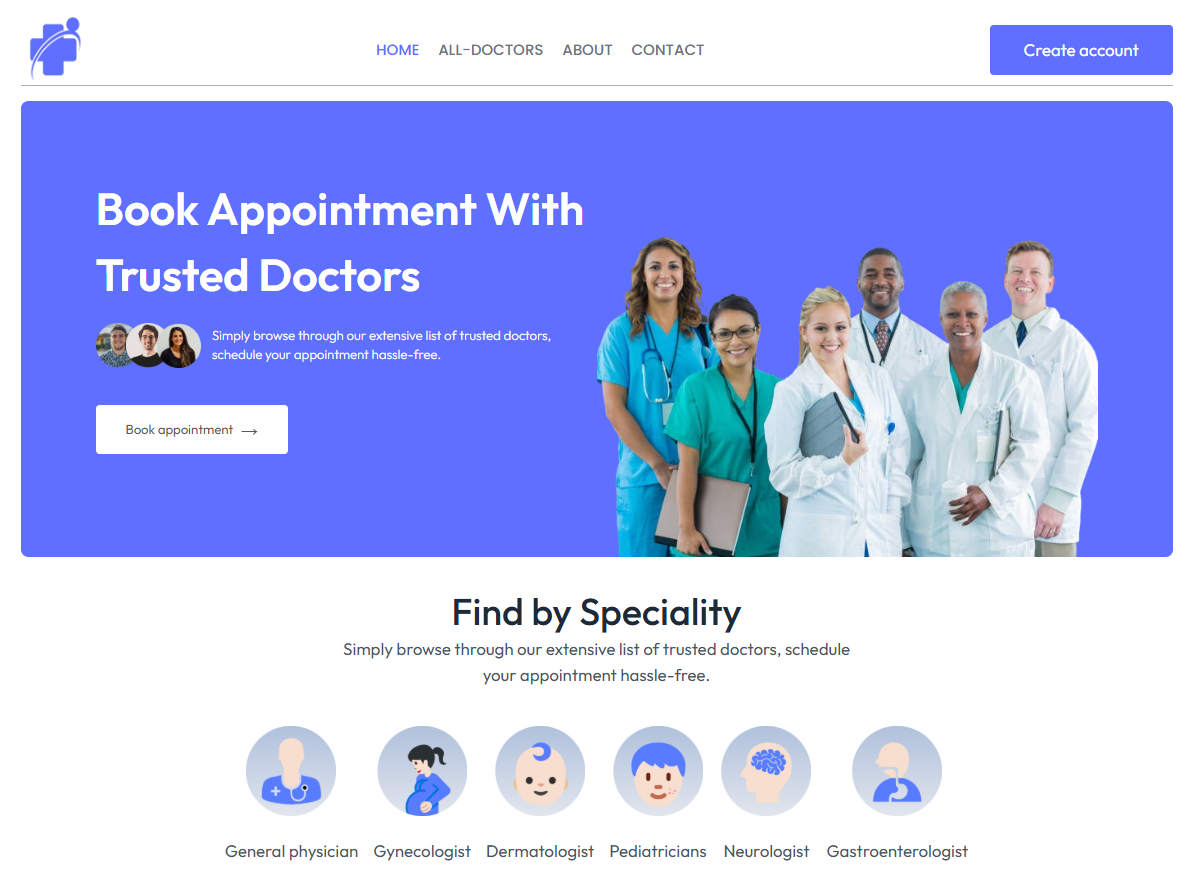 HOME ALL-DOCTORS ABOUT CONTACT Create account
Book Appointment With
Trusted Doctors
Simply browse through our extensive list of trusted doctors,
schedule your appointment hassle-free.
Book appointment →
Find by Speciality
Simply browse through our extensive list of trusted doctors, schedule
your appointment hassle-free.
General physician Gynecologist Dermatologist Pediatricians Neurologist Gastroenterologist